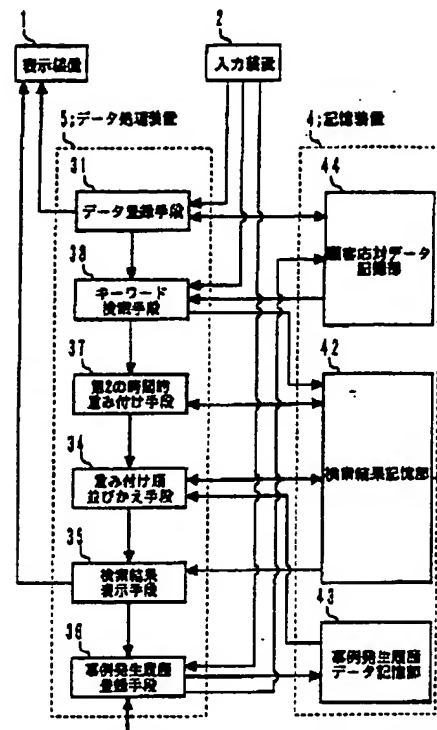 1
表示装置
2
入力装置
5;データ処理装置
4;記憶装置
31
データ登録手段
44
顧客応対データ
記憶部
38
キーワード
検索手段
37
第2の時間的
重み付け手段
42
検索結果記憶部
34
重み付け順
並びかえ手段
35
検索結果
表示手段
43
事例発生履歴
データ記憶部
36
事例発生履歴
登録手段